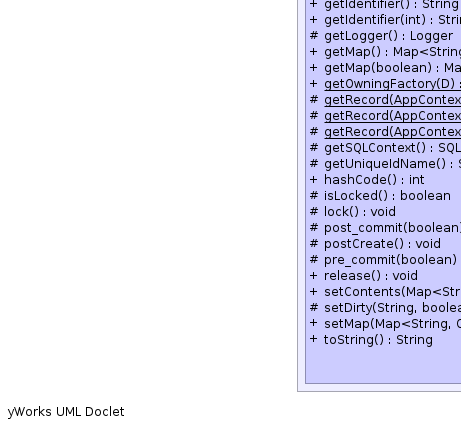 + getIdentifier() : String
+ getIdentifier(int) : Stri
# getLogger() : Logger
+ getMap() : Map<String
+ getMap(boolean) : Ma
+ getOwningFactory(D) :
# getRecord(AppContex
# getRecord(AppContex
# getRecord(AppContex
# getSQLContext() : SQL
# getUniqueIdName() : S
+ hashCode() : int
# isLocked() : boolean
# lock() : void
# post_commit(boolean)
# postCreate() : void
# pre_commit(boolean)
+ release() : void
+ setContents(Map<Str
# setDirty(String, boolea
+ setMap(Map<String, O
+ toString() : String
yWorks UML Doclet